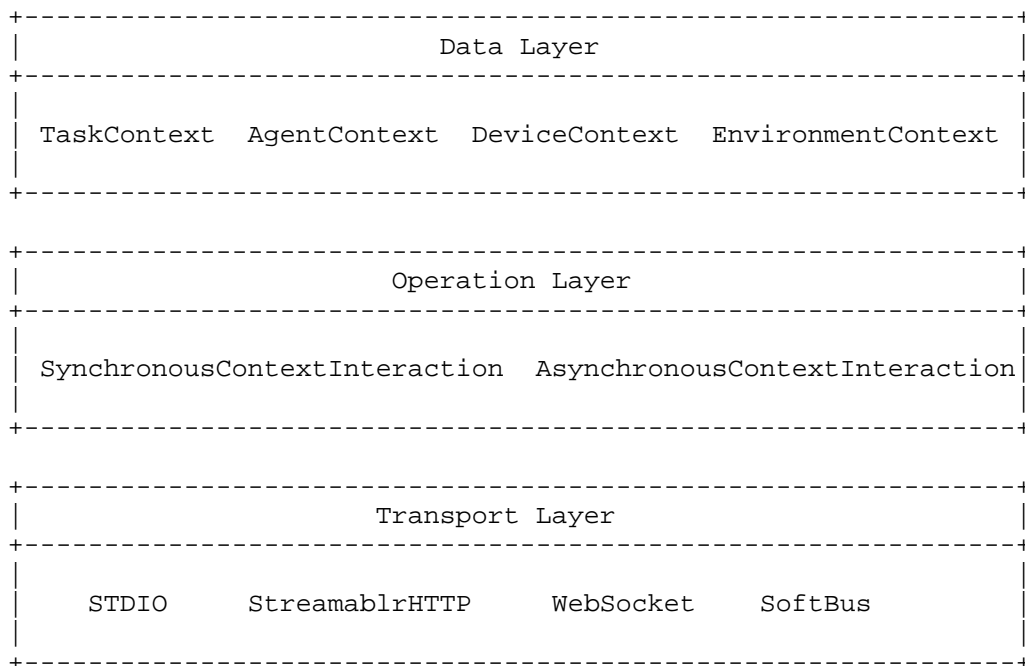 Data Layer
TaskContext AgentContext DeviceContext EnvironmentContext
Operation Layer
SynchronousContextInteraction AsynchronousContextInteraction
Transport Layer
STDIO StreamablrHTTP WebSocket SoftBus